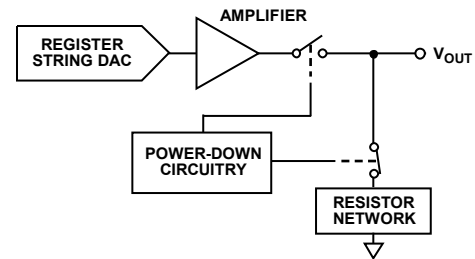 AMPLIFIER
REGISTER
STRING DAC
VOUT
POWER-DOWN
CIRCUITRY
RESISTOR
NETWORK